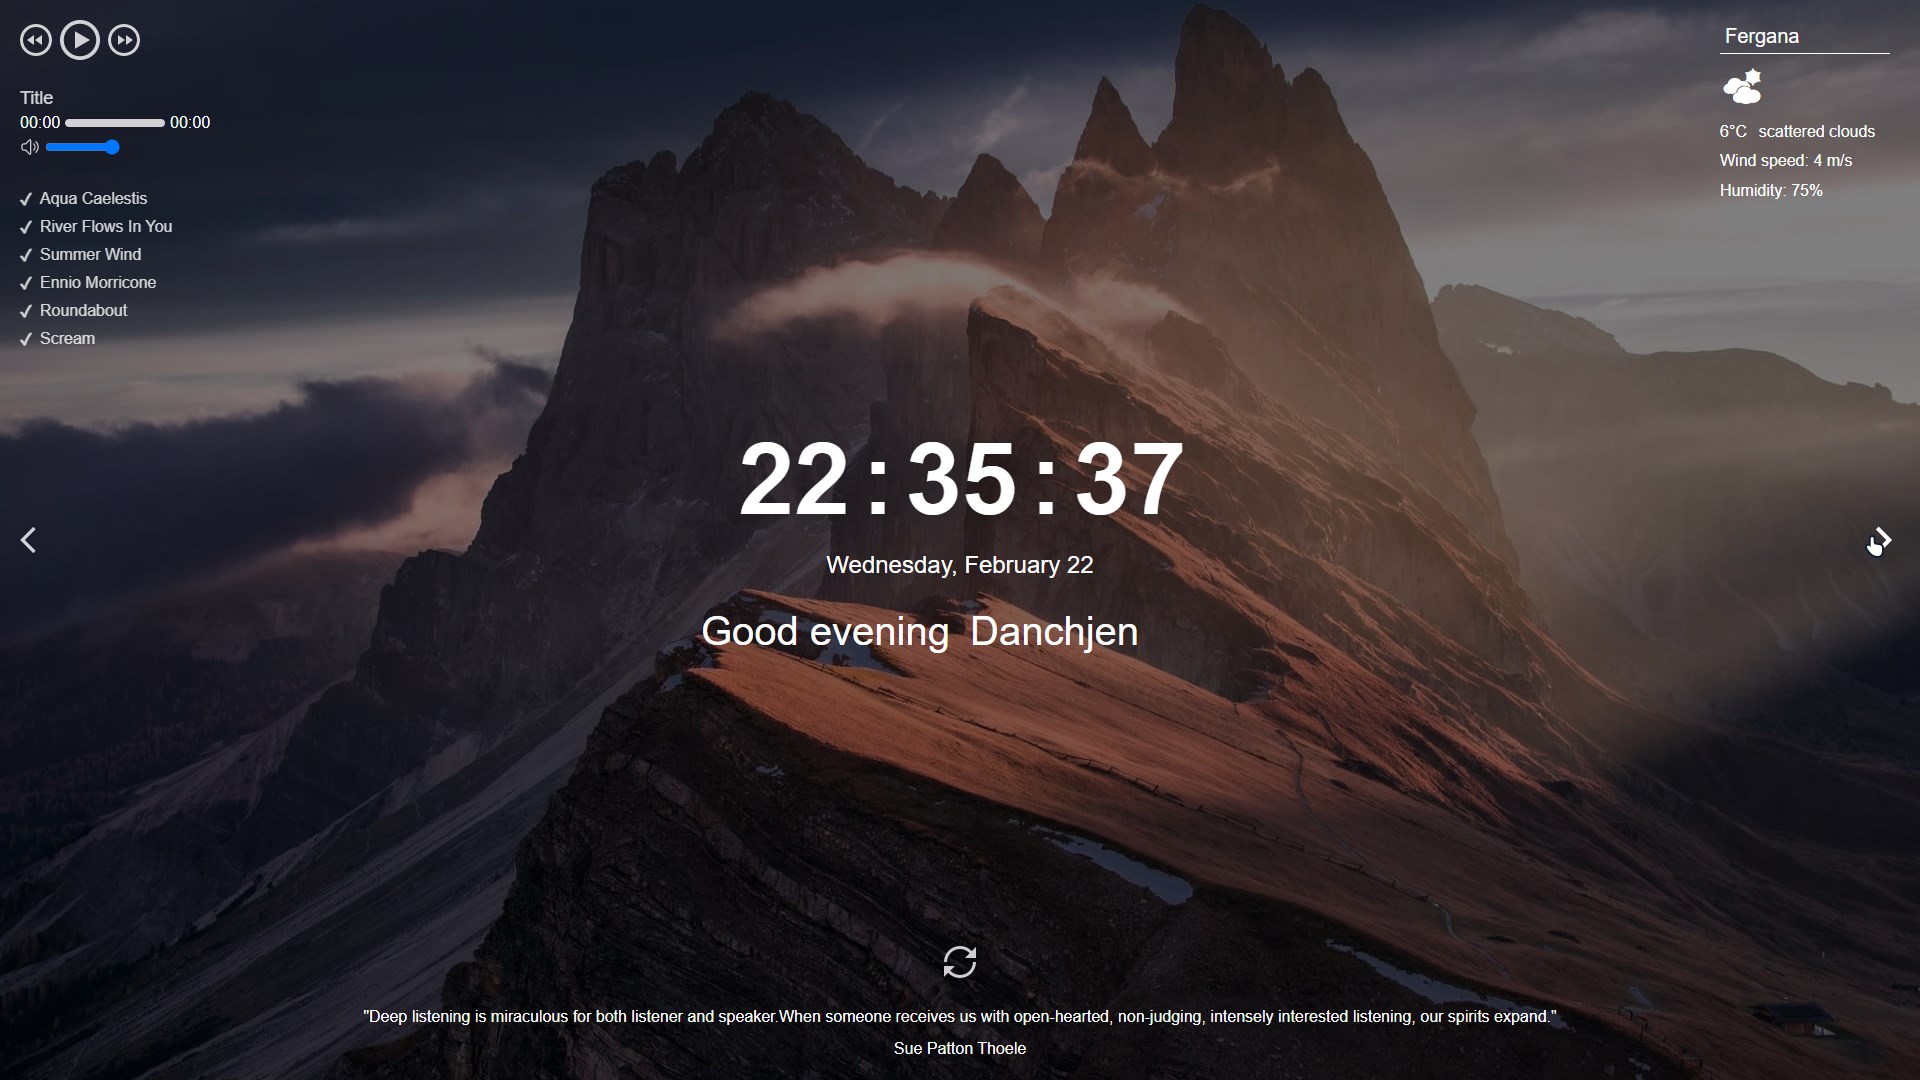 Title
00:00 00:00
Aqua Caelestis
River Flows In You
Summer Wind
Ennio Morricone
Roundabout
Scream
Fergana
6°C scattered clouds
Wind speed: 4 m/s
Humidity: 75%
22:35:37
Wednesday, February 22
Good evening Danchjen
"Deep listening is miraculous for both listener and speaker.When someone receives us with open-hearted, non-judging, intensely interested listening, our spirits expand."
Sue Patton Thoele